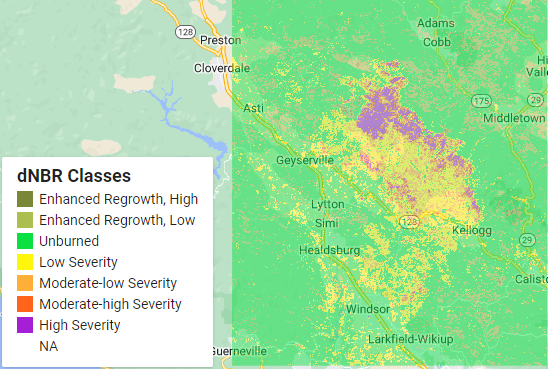 Adams
Cobb
128
Preston
Cloverdale
Hi
Valle
175
29
Asti
Middletown
Geyserville
dNBR Classes
Enhanced Regrowth, High
Enhanced Regrowth, Low
Unburned
Low Severity
Moderate-low Severity
Moderate-high Severity
High Severity
NA
Lytton
Simi
128
Kellogg
29
Healdsburg
Calisto
Windsor
Larkfield-Wikiup
Guerneville